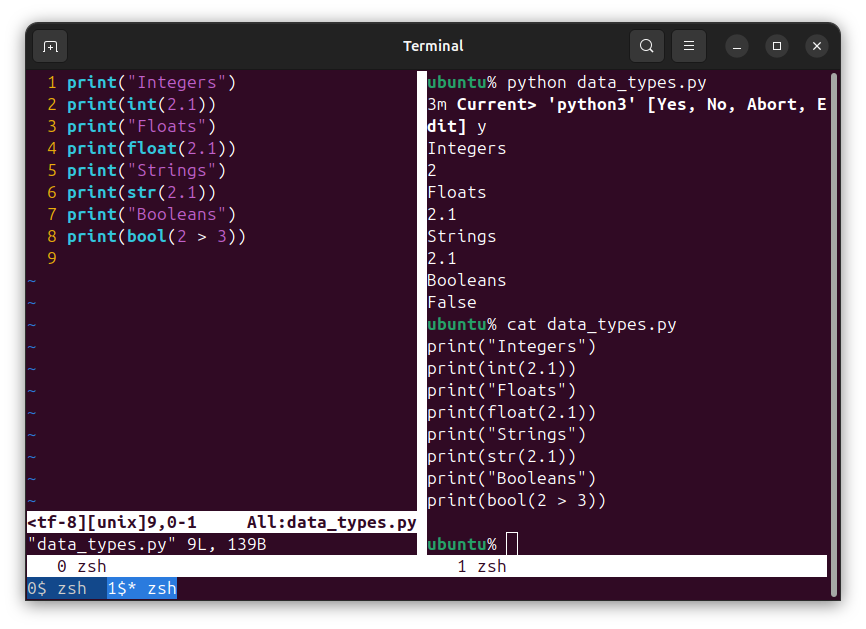 Terminal
1 print("Integers")
2 print(int(2.1))
3 print("Floats")
4 print(float(2.1))
5 print("Strings")
6 print(str(2.1))
7 print("Booleans")
8 print(bool(2 > 3))
9
~
~
~
~
~
~
~
~
~
~
~
<tf-8][unix]9,0-1     All:data_types.py
"data_types.py" 9L, 139B
0 zsh
ubuntu% python data_types.py
3m Current> 'python3' [Yes, No, Abort, E
dit] y
Integers
2
Floats
2.1
Strings
2.1
Booleans
False
ubuntu% cat data_types.py
print("Integers")
print(int(2.1))
print("Floats")
print(float(2.1))
print("Strings")
print(str(2.1))
print("Booleans")
print(bool(2 > 3))
ubuntu%
1 zsh
0$ zsh  1$* zsh